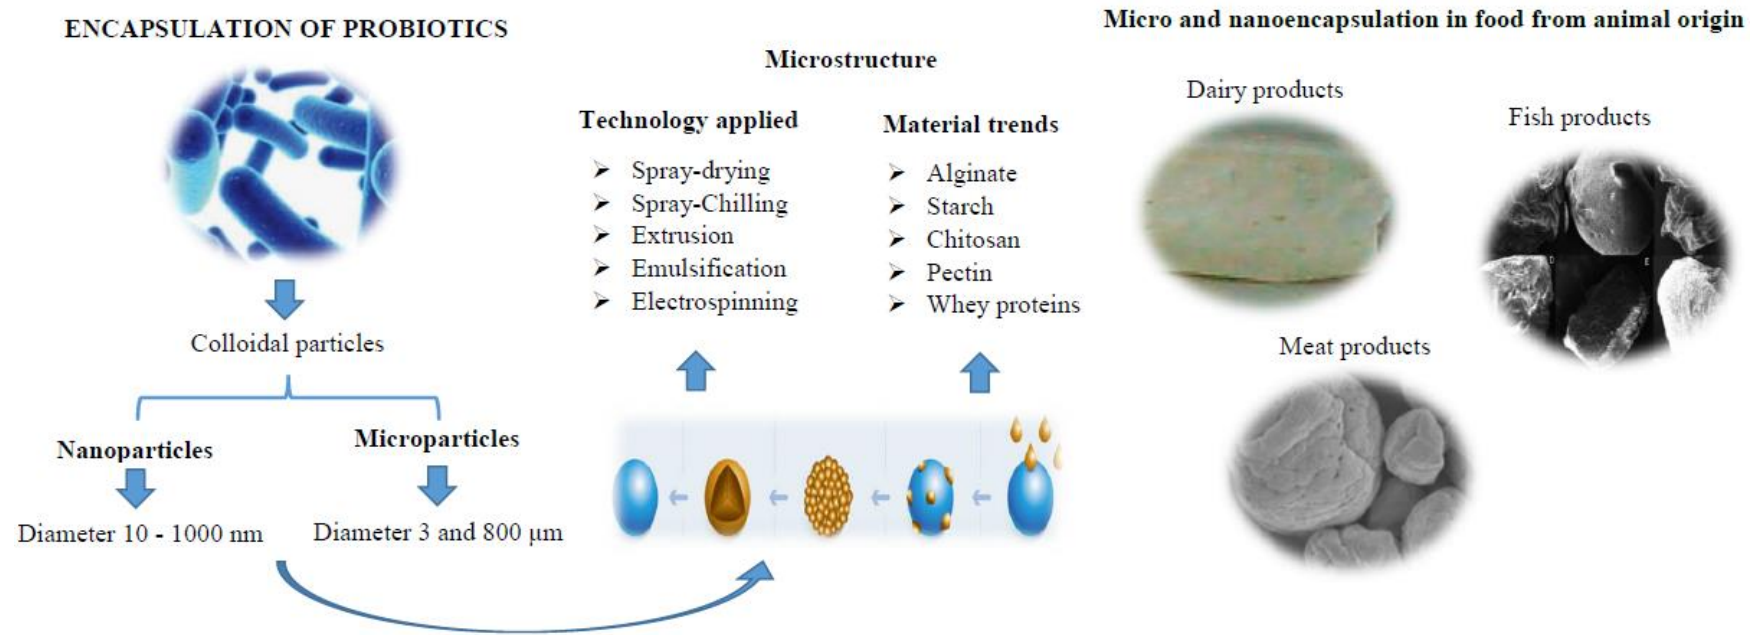 ENCAPSULATION OF PROBIOTICS
Colloidal particles
Nanoparticles
Microparticles
Diameter 10 - 1000 nm
Diameter 3 and 800 μm
Microstructure
Technology applied
➢ Spray-drying
➢ Spray-Chilling
➢ Extrusion
➢ Emulsification
➢ Electrospinning
Material trends
➢ Alginate
➢ Starch
➢ Chitosan
➢ Pectin
➢ Whey proteins
Micro and nanoencapsulation in food from animal origin
Dairy products
Fish products
D
E
Meat products